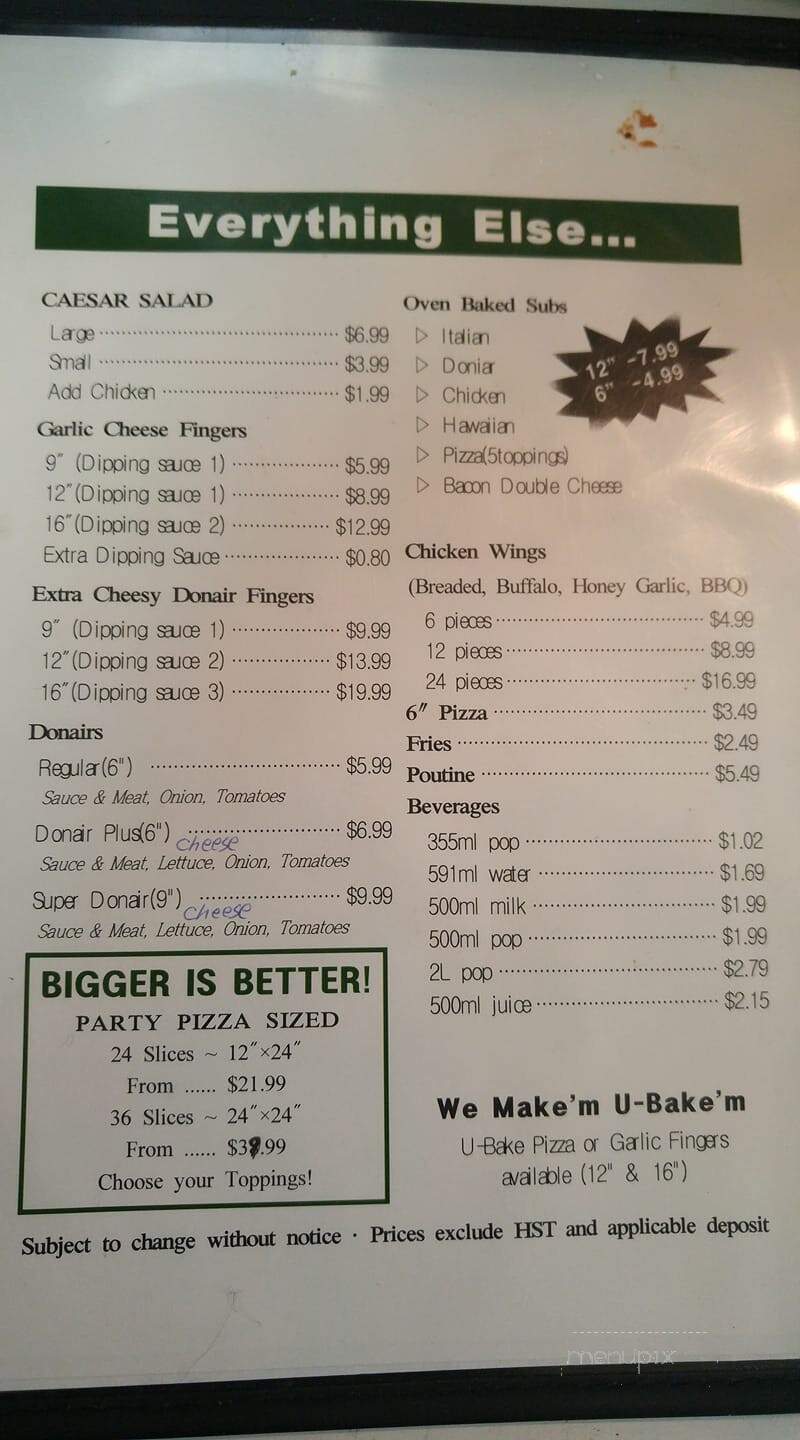 Everything Else...
CAESAR SALAD
Large $6.99
Small $3.99
Add Chicken $1.99
Garlic Cheese Fingers
9" (Dipping sauce 1) $5.99
12" (Dipping sauce 1) $8.99
16" (Dipping sauce 2) $12.99
Extra Dipping Sauce $0.80
Extra Cheesy Donair Fingers
9" (Dipping sauce 1) $9.99
12" (Dipping sauce 2) $13.99
16" (Dipping sauce 3) $19.99
Donairs
Regular(6") $5.99
Sauce & Meat, Onion, Tomatoes
Donair Plus(6") $6.99
cheese
Sauce & Meat, Lettuce, Onion, Tomatoes
Super Donair(9") $9.99
cheese
Sauce & Meat, Lettuce, Onion, Tomatoes
BIGGER IS BETTER!
PARTY PIZZA SIZED
24 Slices ~ 12"×24"
From ...... $21.99
36 Slices ~ 24"×24"
From ......
Choose your Toppings!
Oven Baked Subs
▷ Italian
▷ Doniar
▷ Chicken
▷ Hawaiian
▷ Pizza(5toppings)
▷ Bacon Double Cheese
12" -7.99
6" -4.99
Chicken Wings
(Breaded, Buffalo, Honey Garlic, BBQ)
6 pieces $4.99
12 pieces $8.99
24 pieces $16.99
6" Pizza $3.49
Fries $2.49
Poutine $5.49
Beverages
355ml pop $1.02
591ml water $1.69
500ml milk $1.99
500ml pop $1.99
2L pop $2.79
500ml juice $2.15
We Make'm U-Bake'm
U-Bake Pizza or Garlic Fingers
available (12" & 16")
Subject to change without notice · Prices exclude HST and applicable deposit
menupix